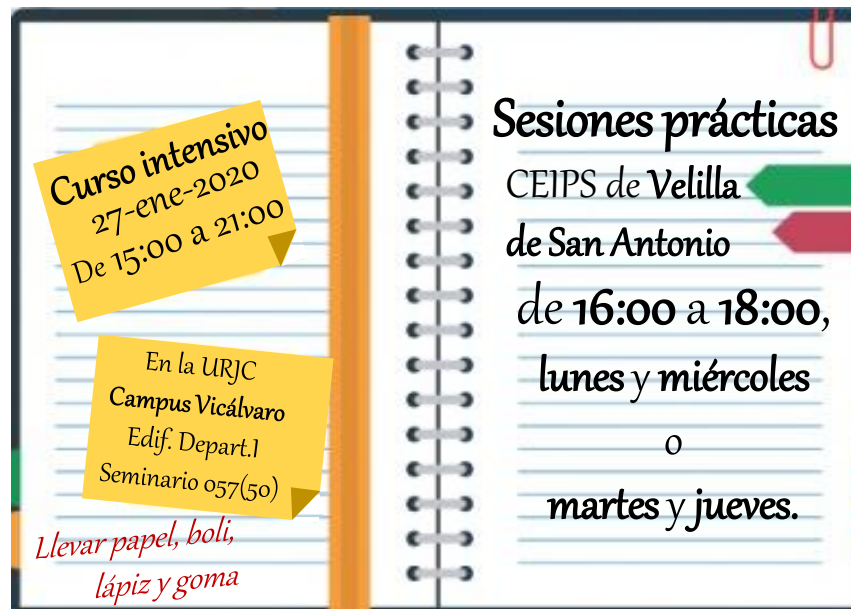 Curso intensivo
27-ene-2020
De 15:00 a 21:00
En la URJC
Campus Vicálvaro
Edif. Depart.I
Seminario 057(50)
Llevar papel, boli,
lápiz y goma
Sesiones prácticas
CEIPS de Velilla
de San Antonio
de 16:00 a 18:00,
lunes y miércoles
o
martes y jueves.